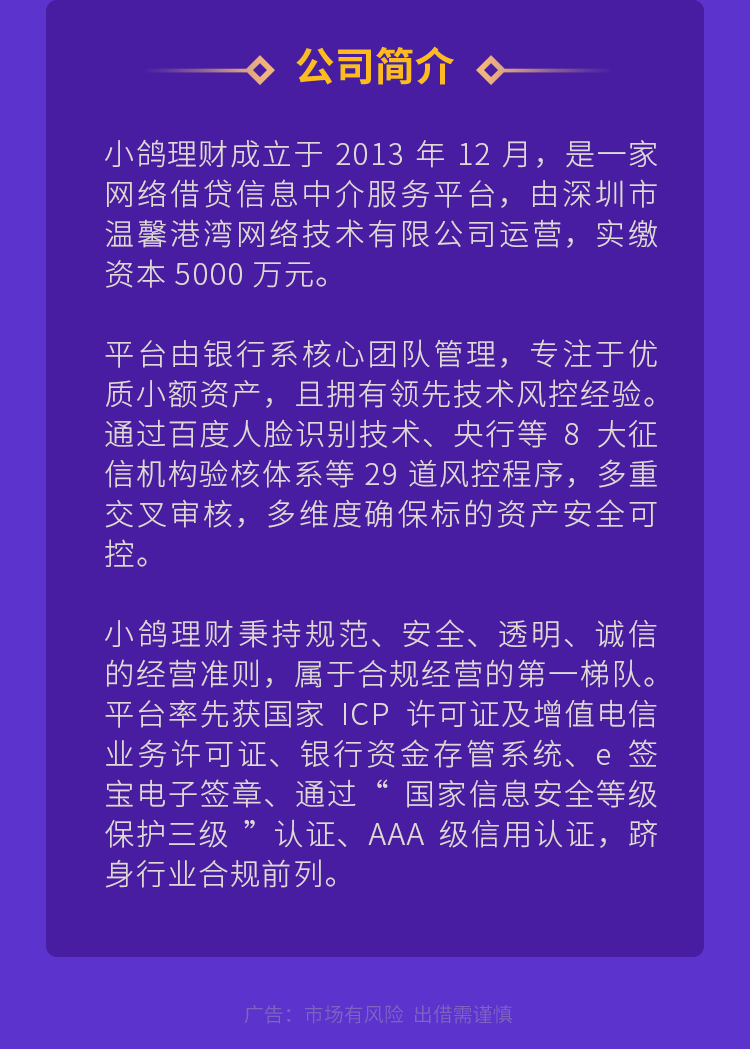 公司简介
小鸽理财成立于 2013 年 12 月，是一家
网络借贷信息中介服务平台，由深圳市
温馨港湾网络技术有限公司运营，实缴
资本 5000 万元。
平台由银行系核心团队管理，专注于优
质小额资产，且拥有领先技术风控经验。
通过百度人脸识别技术、央行等 8 大征
信机构验核体系等 29 道风控程序，多重
交叉审核，多维度确保标的资产安全可
控。
小鸽理财秉持规范、安全、透明、诚信
的经营准则，属于合规经营的第一梯队。
平台率先获国家 ICP 许可证及增值电信
业务许可证、银行资金存管系统、e 签
宝电子签章、通过“ 国家信息安全等级
保护三级 ”认证、AAA 级信用认证，跻
身行业合规前列。
广告：市场有风险 出借需谨慎